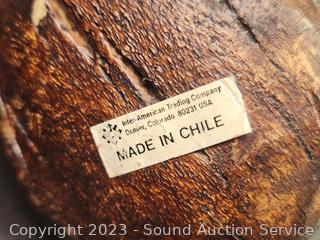 Inter-American Trading Company
Denver, Colorado 80231 USA
MADE IN CHILE
Copyright 2023 - Sound Auction Service